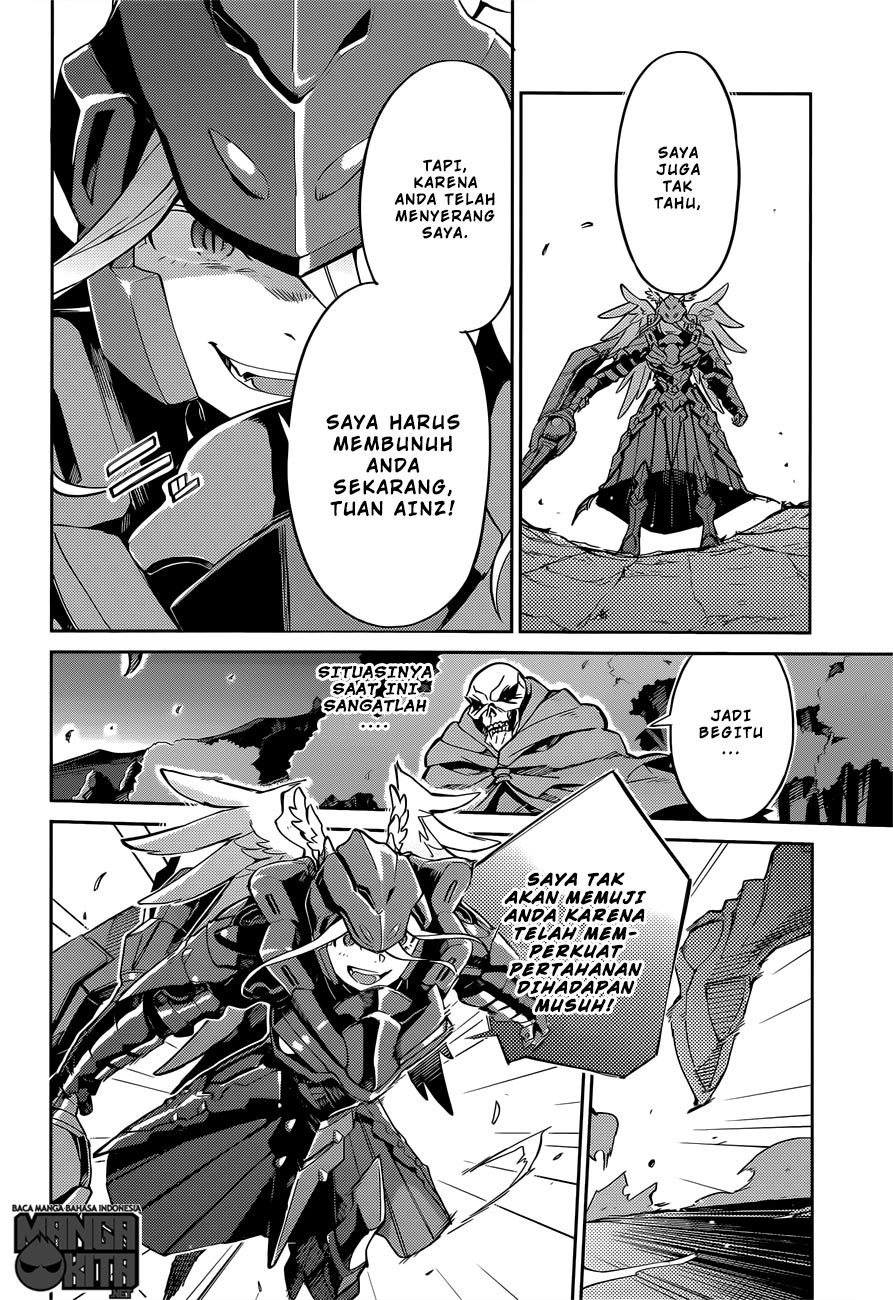 SAYA
JUGA
TAK
TAHU,
TAPI,
KARENA
ANDA TELAH
MENYERANG
SAYA.
SAYA HARUS
MEMBUNUH
ANDA
SEKARANG,
TUAN AINZ!
ニコ
JADI
BEGITU
...
SITUASINYA
SAAT INI
SANGATLAH
....
SAYA TAK
AKAN MEMUJI
ANDA KARENA
TELAH MEM-
PERKUAT
PERTAHANAN
DIHADAPAN
MUSUH!
BACA MANGA BAHASA INDONESIA
MANGA
KITA
.NET